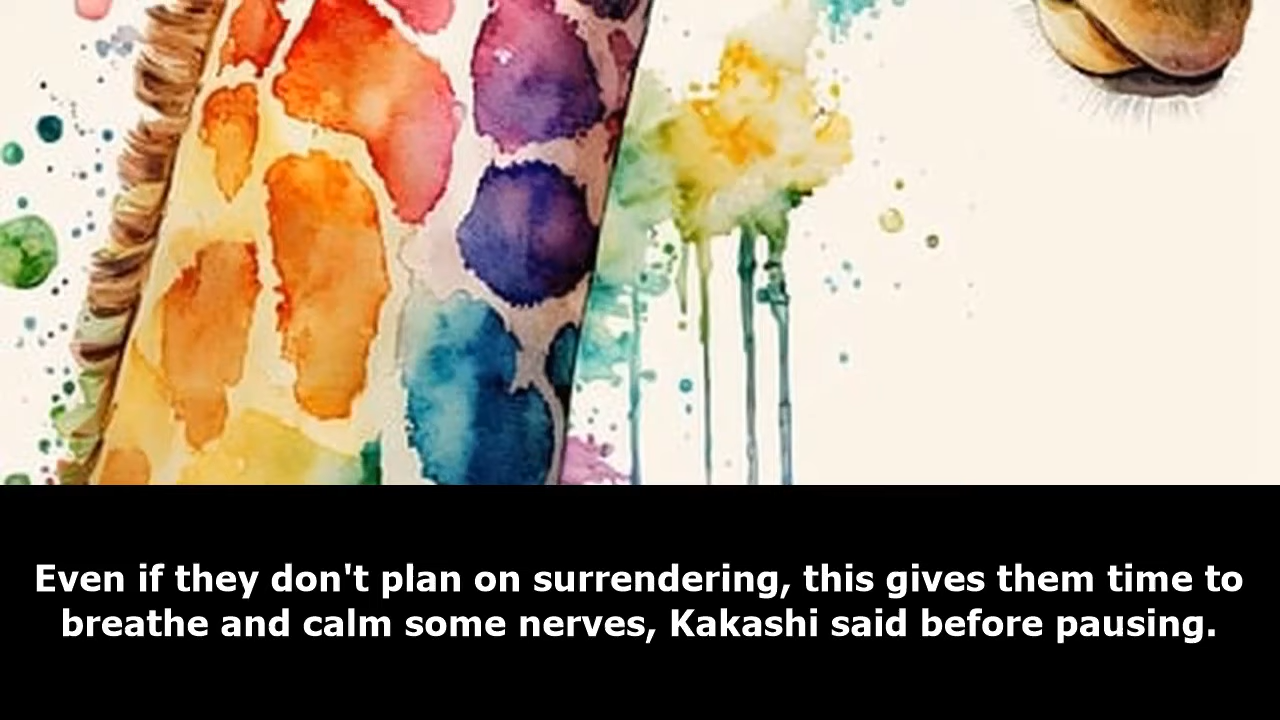 Even if they don't plan on surrendering, this gives them time to
breathe and calm some nerves, Kakashi said before pausing.